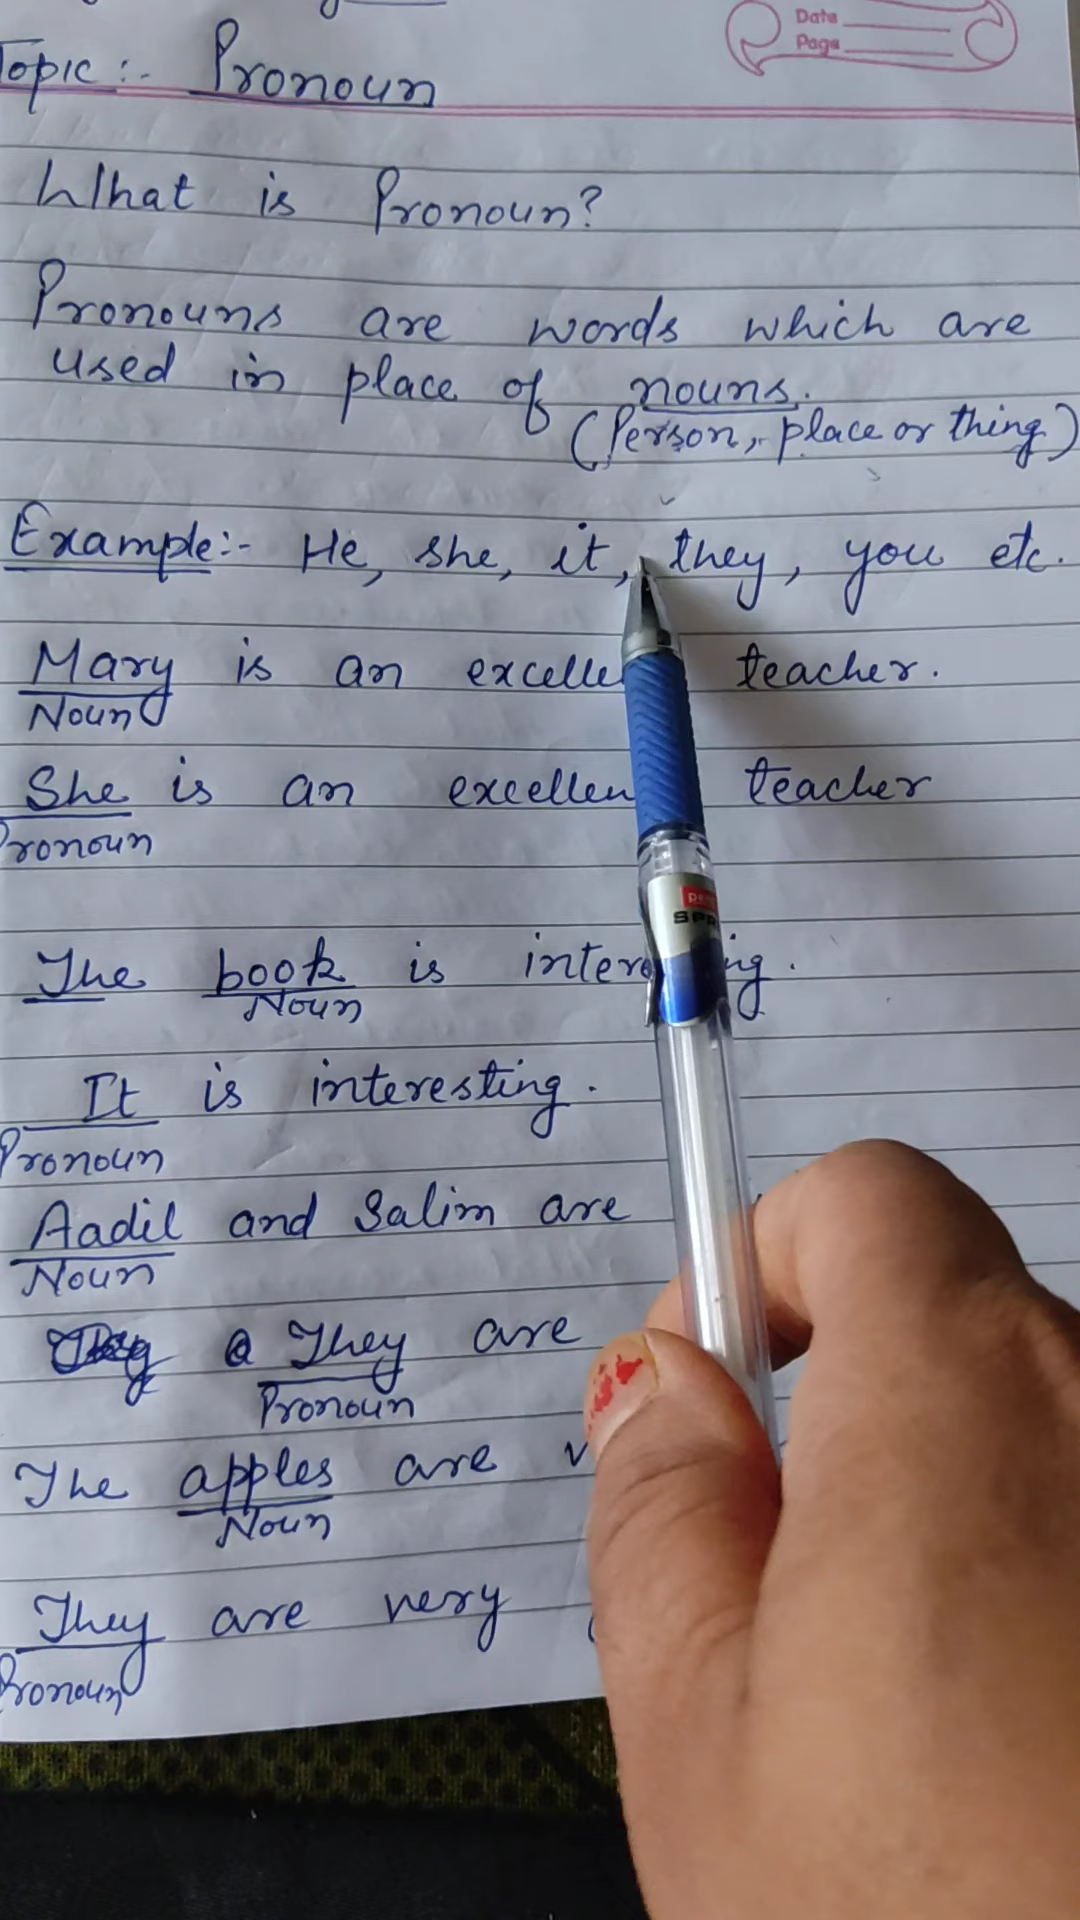 Date
Page
Topic :- Pronoun
What is Pronoun?
Pronouns are words which are
used in place of nouns.
(Person, place or thing)
Example:- He, she, it, they, you etc.
Mary is an excelle teacher.
Noun
She is an excellen teacher
Pronoun
The book is interesting.
Noun
It is interesting.
Pronoun
Aadil and Salim are
Noun
They are
Pronoun
The apples are v
Noun
They are very
Pronoun